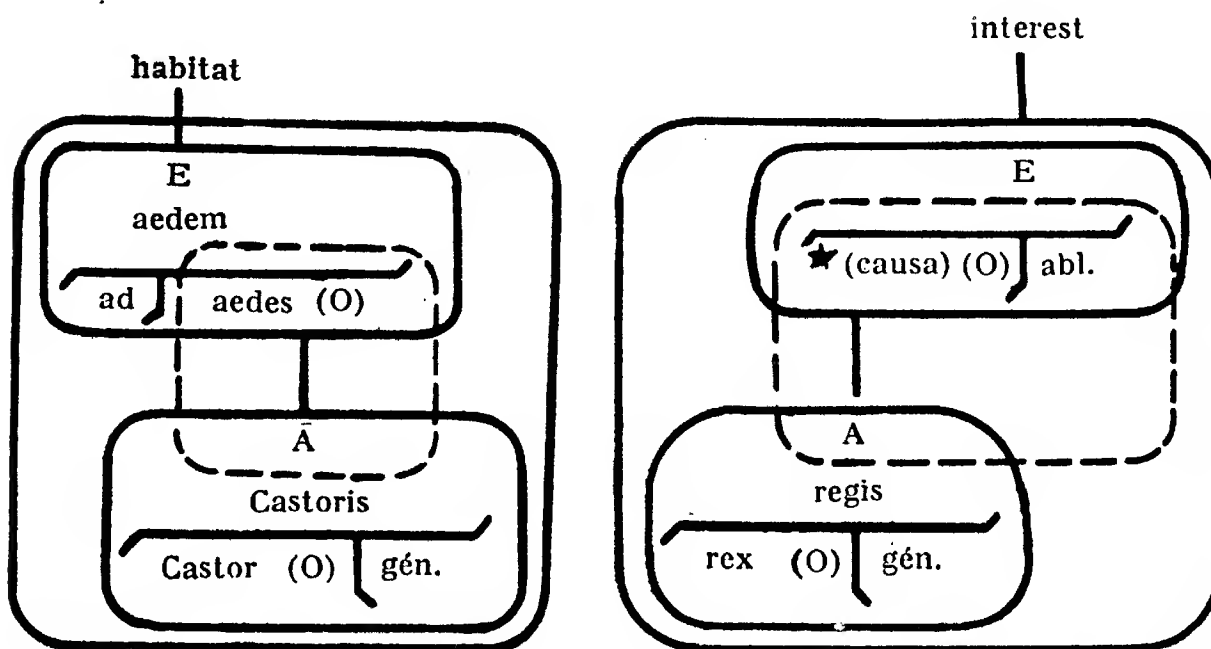 habitat
E
aedem
ad aedes (O)
Ā
Castoris
Castor (O) gén.
interest
E
★ (causa) (O) abl.
A
regis
rex (O) gén.